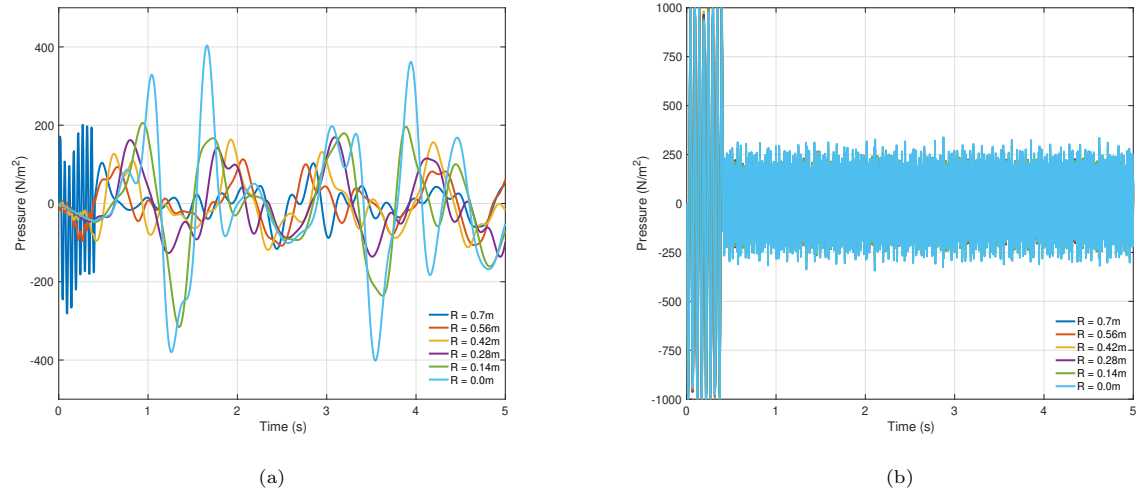 400
200
0
-200
-400
Pressure (N/m²)
0
1
2
3
4
5
Time (s)
R = 0.7m
R = 0.56m
R = 0.42m
R = 0.28m
R = 0.14m
R = 0.0m
(a)
1000
750
500
250
0
-250
-500
-750
-1000
Pressure (N/m²)
0
1
2
3
4
5
Time (s)
R = 0.7m
R = 0.56m
R = 0.42m
R = 0.28m
R = 0.14m
R = 0.0m
(b)